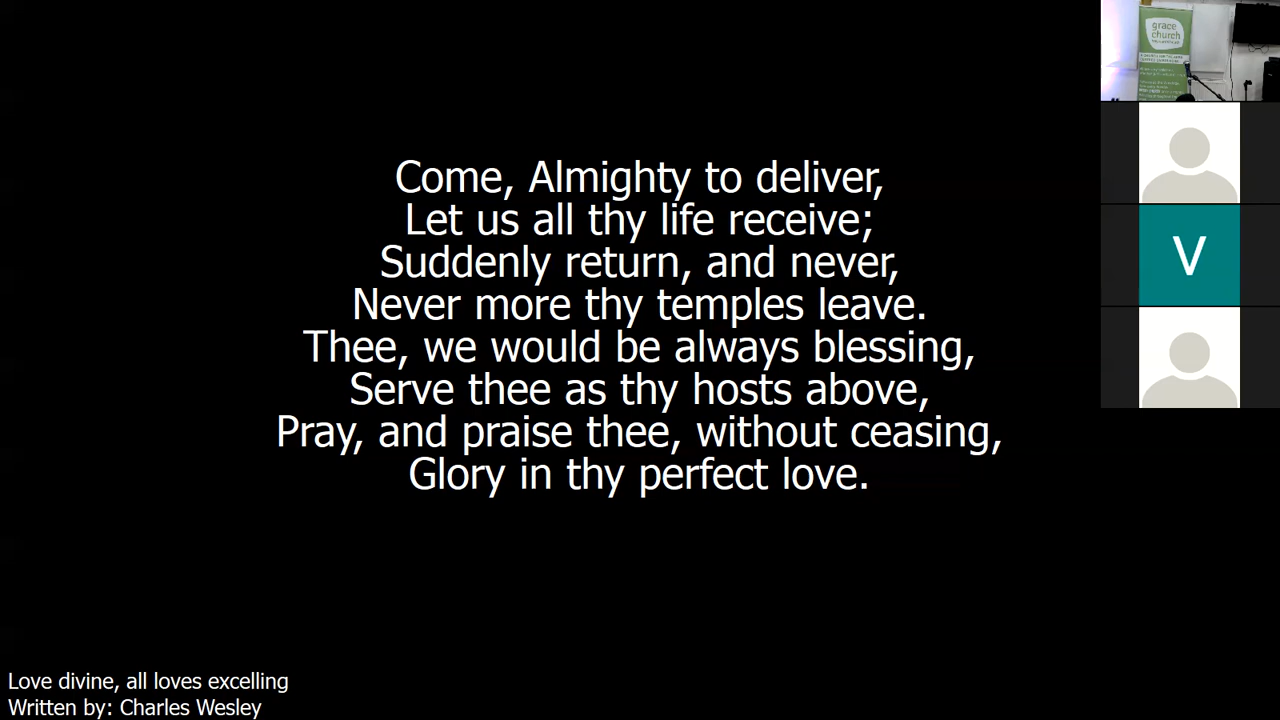 Come, Almighty to deliver,
Let us all thy life receive;
Suddenly return, and never,
Never more thy temples leave.
Thee, we would be always blessing,
Serve thee as thy hosts above,
Pray, and praise thee, without ceasing,
Glory in thy perfect love.
Love divine, all loves excelling
Written by: Charles Wesley
grace
church
V